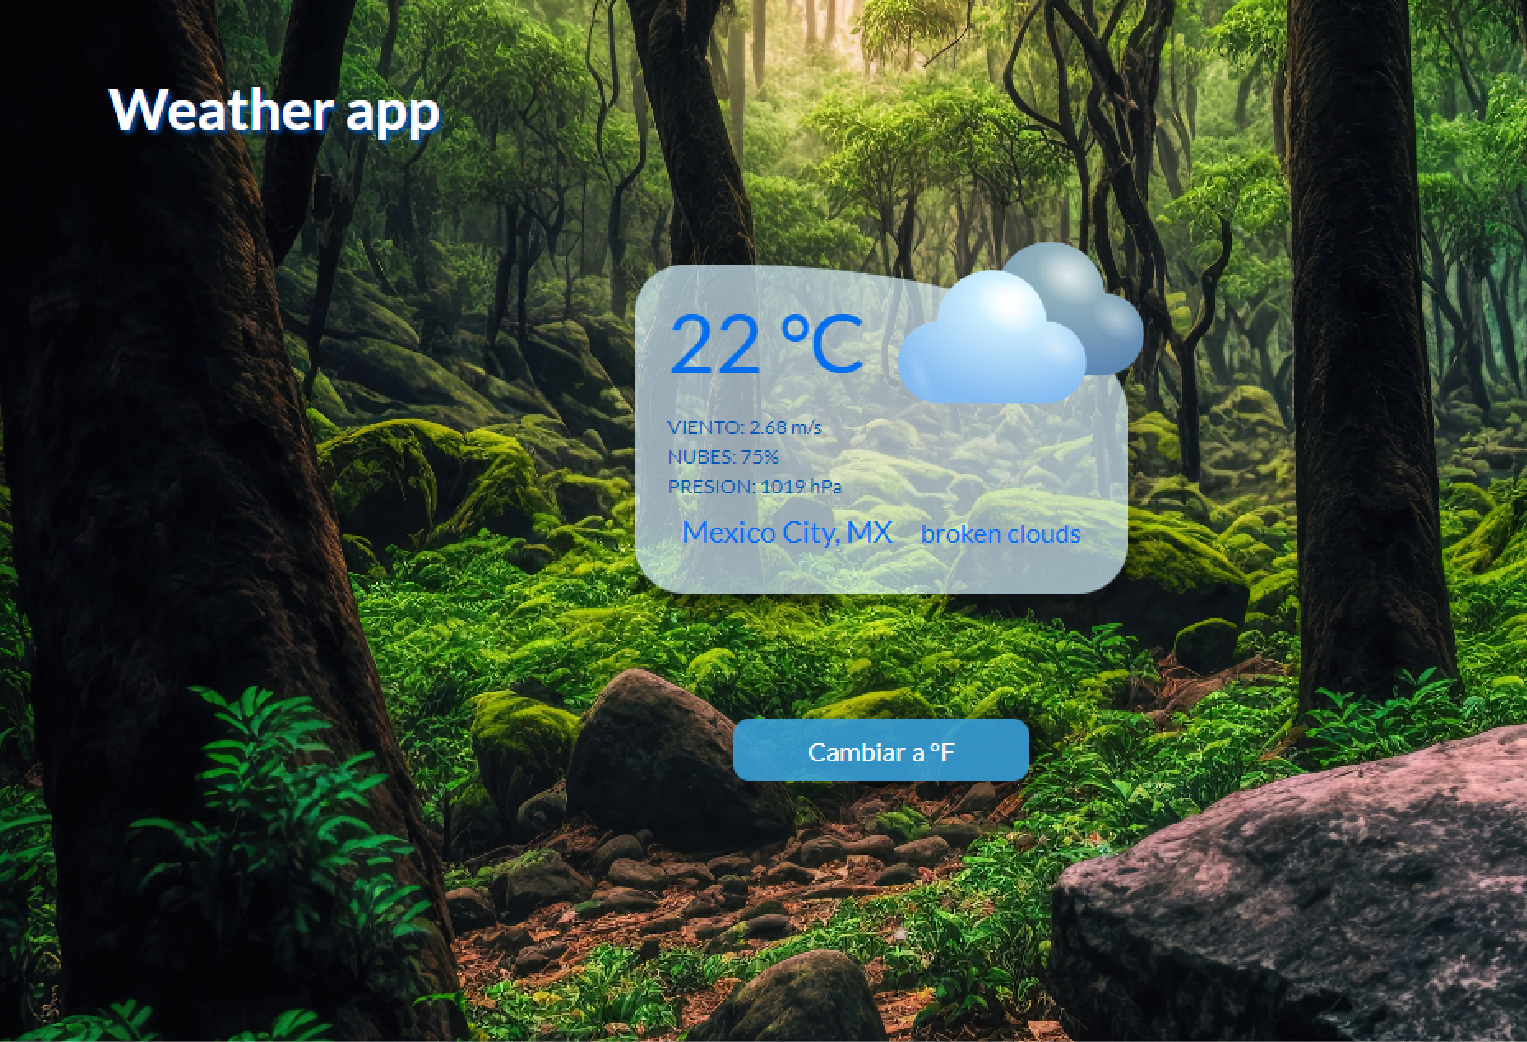 Weather app
22 °C
VIENTO: 2.68 m/s
NUBES: 75%
PRESION: 1019 hPa
Mexico City, MX broken clouds
Cambiar a °F